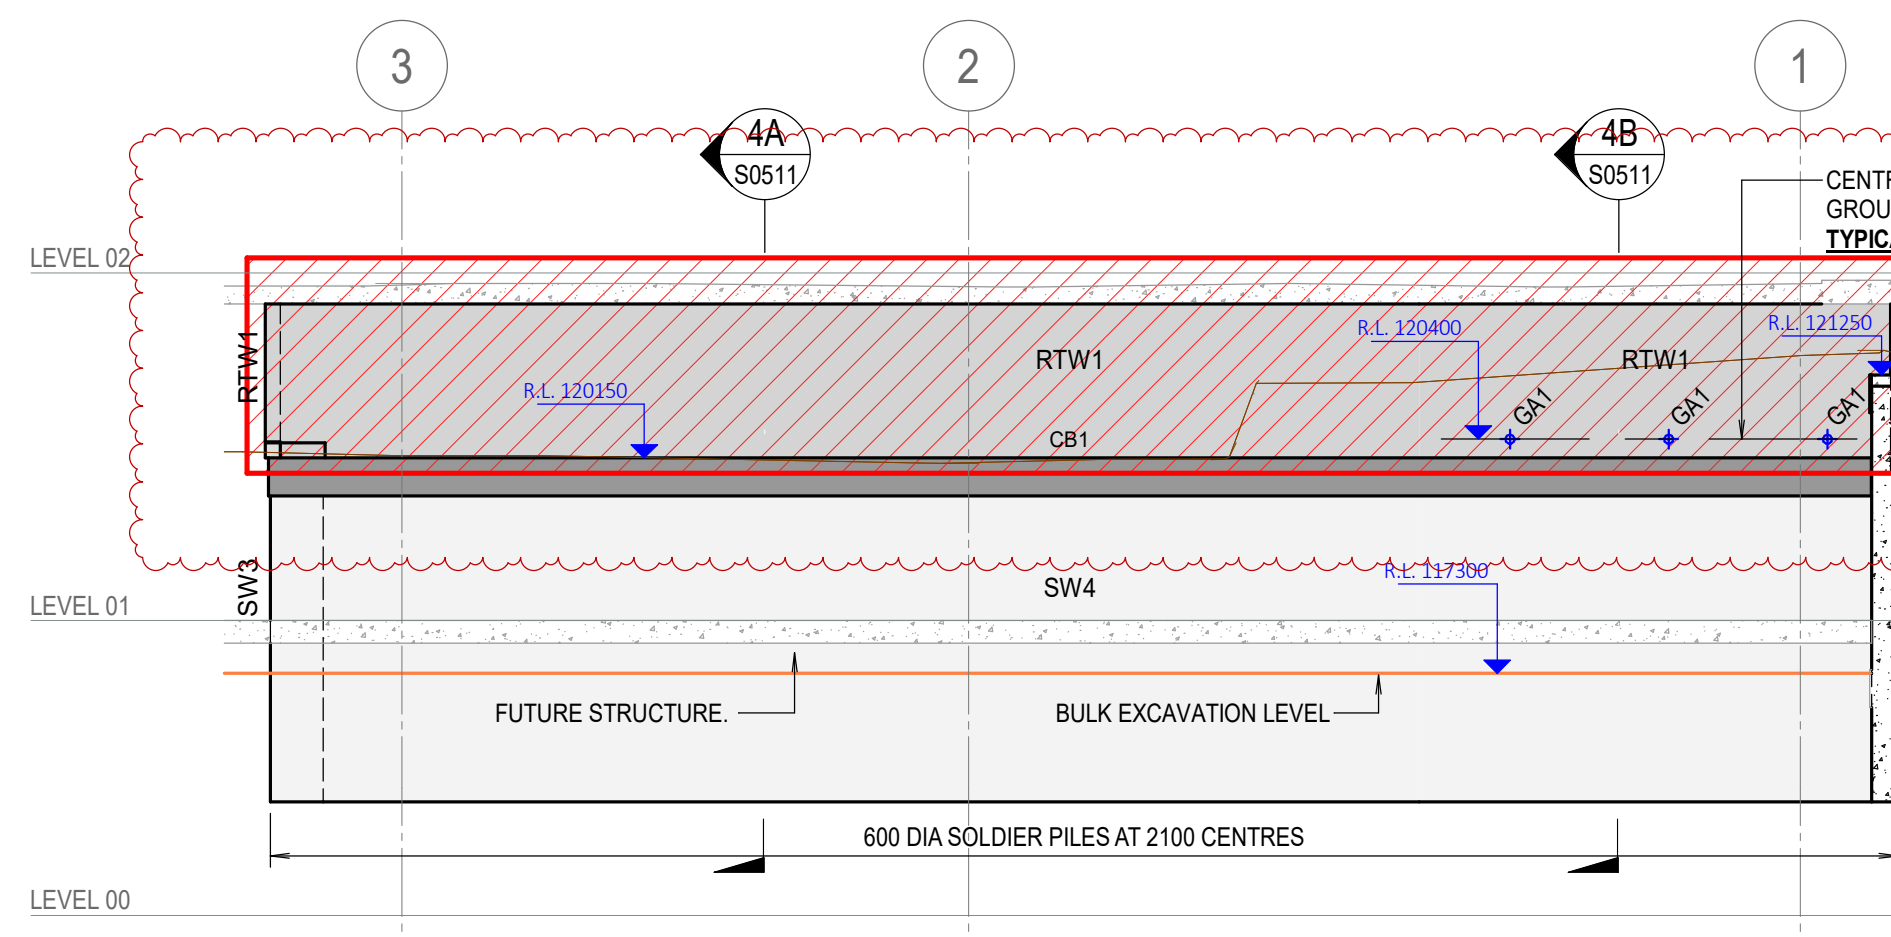 3
2
1
4A
S0511
4B
S0511
TYPIC
LEVEL 02
R.L. 121250
R.L. 120400
RTW1
RTW1
RTW1
R.L. 120150
GA1
GA1
GA1
CB1
SW3
R.L. 117300
SW4
LEVEL 01
FUTURE STRUCTURE.
BULK EXCAVATION LEVEL
600 DIA SOLDIER PILES AT 2100 CENTRES
LEVEL 00